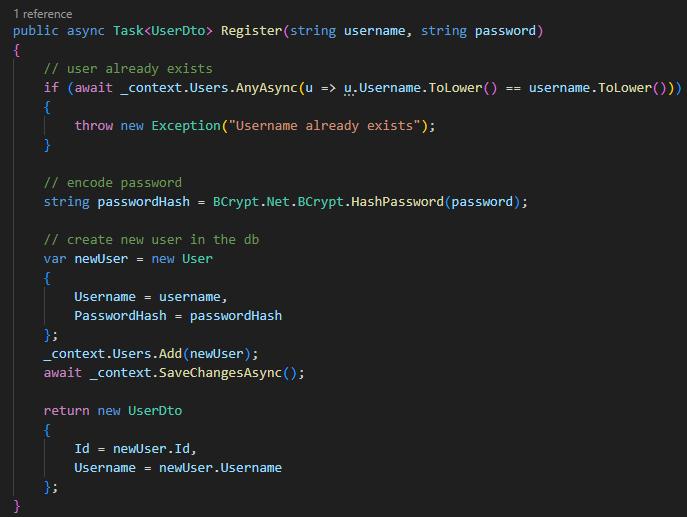 1 reference
public async Task<UserDto> Register(string username, string password)
{
    // user already exists
    if (await _context.Users.AnyAsync(u => u.Username.ToLower() == username.ToLower()))
    {
        throw new Exception("Username already exists");
    }

    // encode password
    string passwordHash = BCrypt.Net.BCrypt.HashPassword(password);

    // create new user in the db
    var newUser = new User
    {
        Username = username,
        PasswordHash = passwordHash
    };
    _context.Users.Add(newUser);
    await _context.SaveChangesAsync();

    return new UserDto
    {
        Id = newUser.Id,
        Username = newUser.Username
    };
}